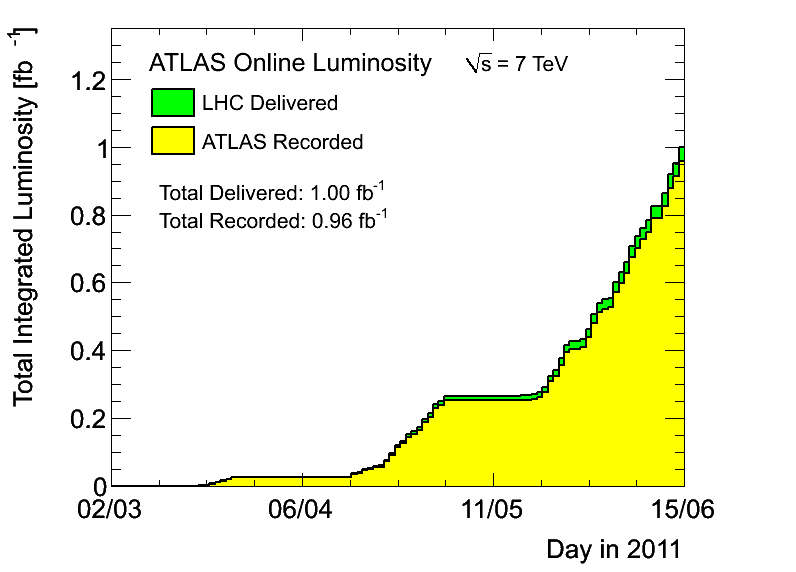 Total Integrated Luminosity [fb⁻¹]
ATLAS Online Luminosity √s = 7 TeV
LHC Delivered
ATLAS Recorded
Total Delivered: 1.00 fb⁻¹
Total Recorded: 0.96 fb⁻¹
1.2
1
0.8
0.6
0.4
0.2
0
02/03 06/04 11/05 15/06
Day in 2011